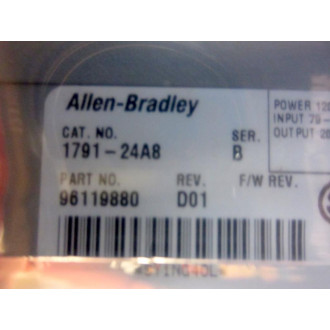 Allen-Bradley
CAT. NO. SER.
1791-24A8 B
PART NO. REV. F/W REV.
96119880 D01
POWER
INPUT
OUTPUT